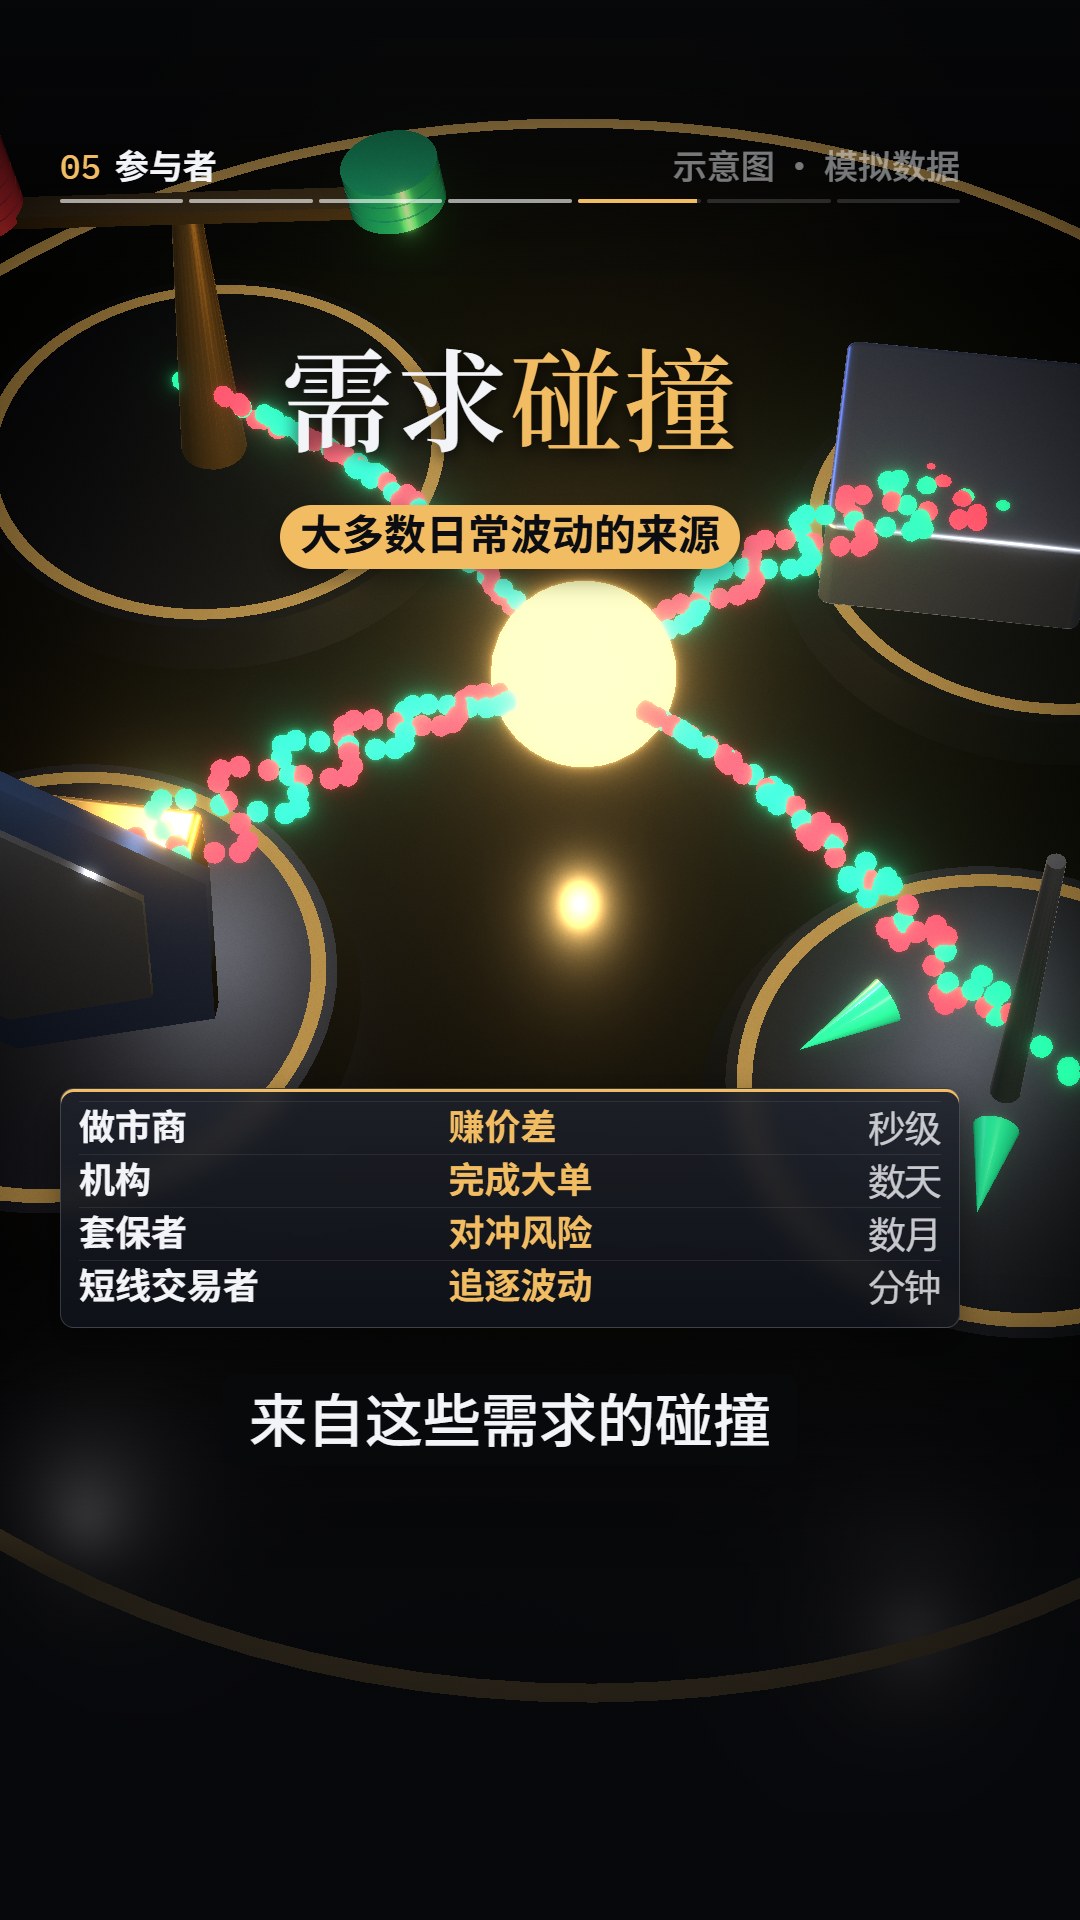 05 参与者
示意图 • 模拟数据
需求碰撞
大多数日常波动的来源
做市商 赚价差 秒级
机构 完成大单 数天
套保者 对冲风险 数月
短线交易者 追逐波动 分钟
来自这些需求的碰撞